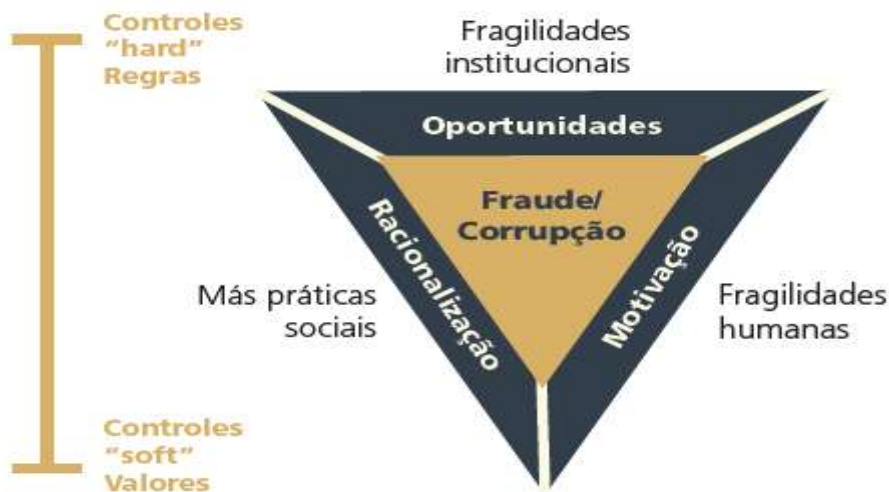 Controles
“hard”
Regras
Fragilidades
institucionais
Oportunidades
Fraude/
Corrupção
Racionalização
Motivação
Más práticas
sociais
Fragilidades
humanas
Controles
“soft”
Valores